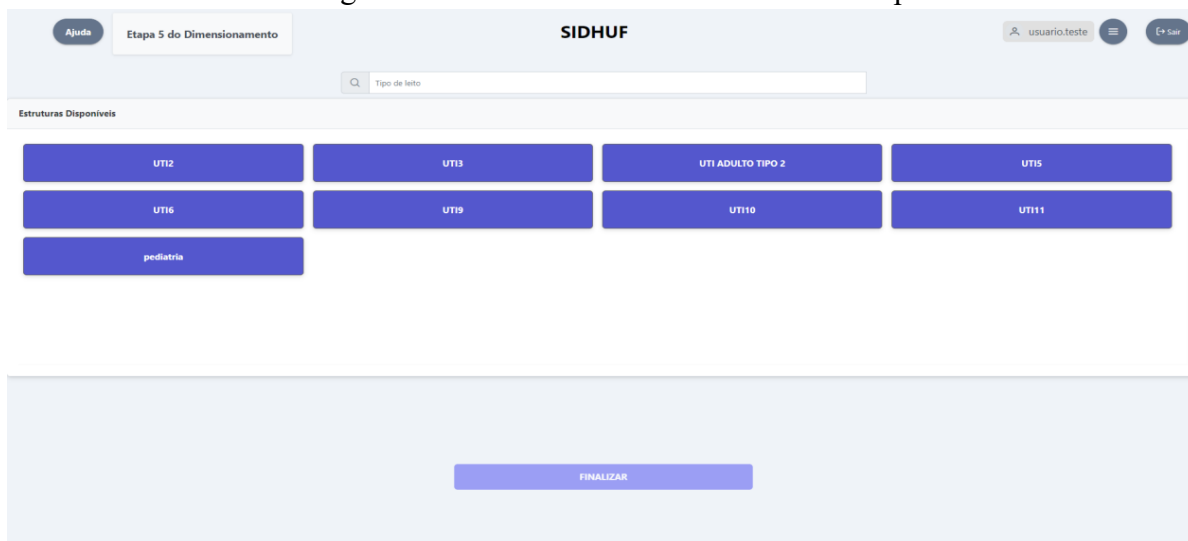 Ajuda
Etapa 5 do Dimensionamento
SIDHUF
usuario.teste
Sair
Tipo de leito
Estruturas Disponíveis
UTI2
UTI3
UTI ADULTO TIPO 2
UTI5
UTI6
UTI9
UTI10
UTI11
pediatria
FINALIZAR